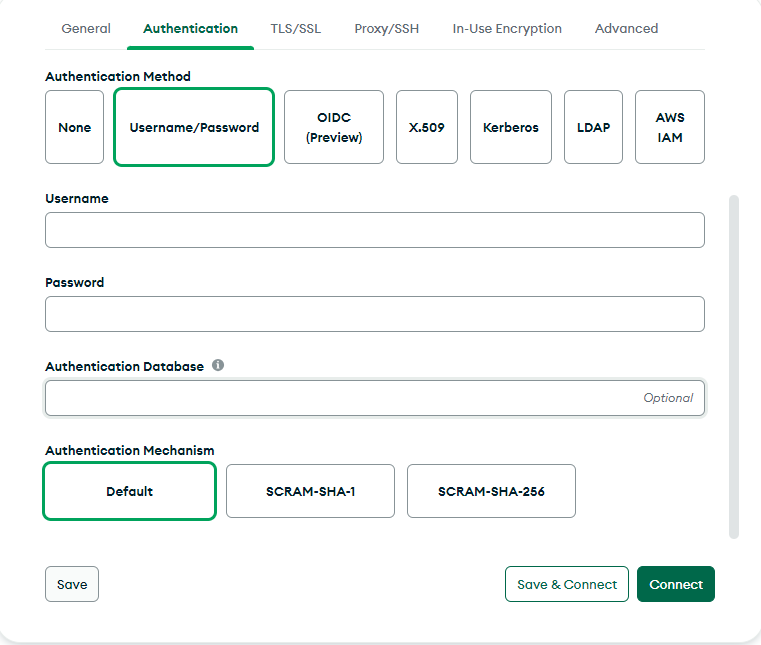 General Authentication TLS/SSL Proxy/SSH In-Use Encryption Advanced
Authentication Method
None Username/Password OIDC (Preview) X.509 Kerberos LDAP AWS IAM
Username
Password
Authentication Database
Optional
Authentication Mechanism
Default SCRAM-SHA-1 SCRAM-SHA-256
Save Save & Connect Connect